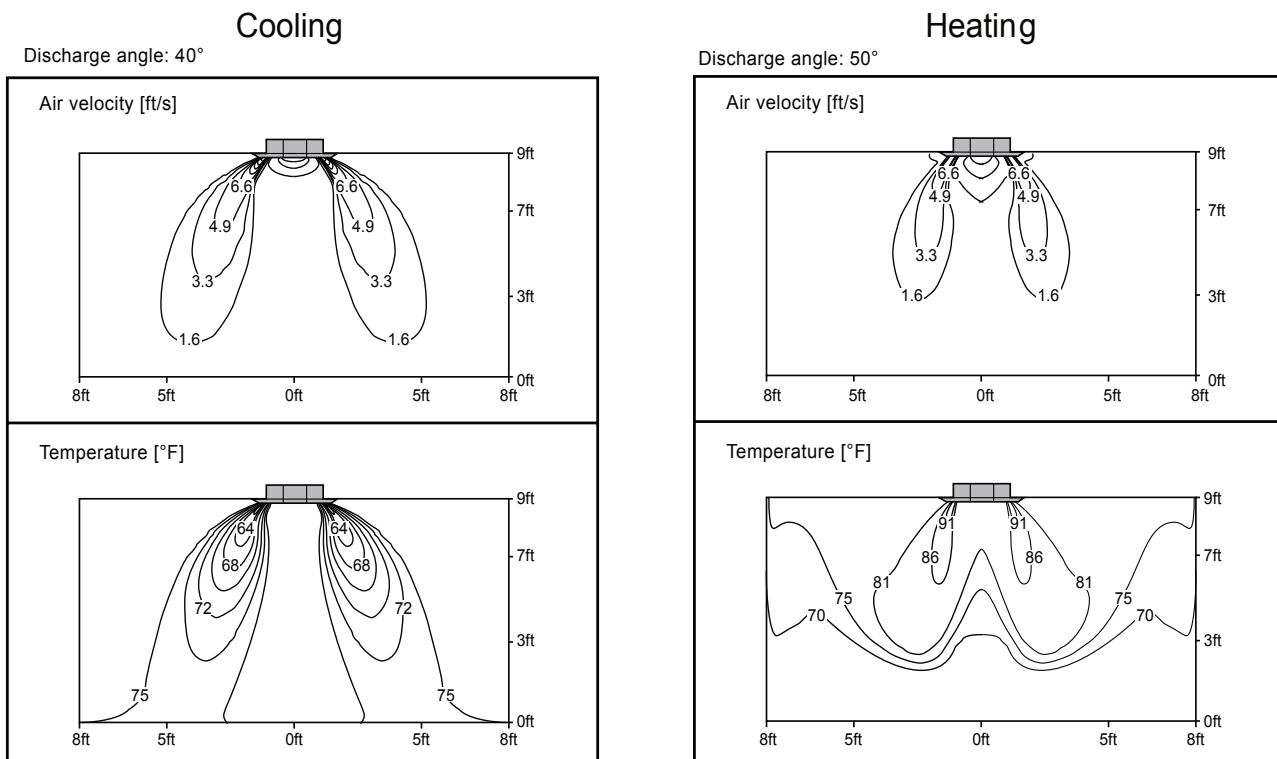 Cooling
Discharge angle: 40°
Air velocity [ft/s]
9ft
6.6 6.6
7ft
4.9 4.9
3.3 3.3
3ft
1.6 1.6
0ft
8ft 5ft 0ft 5ft 8ft
Temperature [°F]
9ft
64 64
7ft
68 68
72 72
3ft
75 75
0ft
8ft 5ft 0ft 5ft 8ft
Heating
Discharge angle: 50°
Air velocity [ft/s]
9ft
6.6 6.6
4.9 4.9
7ft
3.3 3.3
1.6 1.6
3ft
0ft
8ft 5ft 0ft 5ft 8ft
Temperature [°F]
9ft
91 91
86 86
7ft
81 81
75 75
70 70
3ft
0ft
8ft 5ft 0ft 5ft 8ft